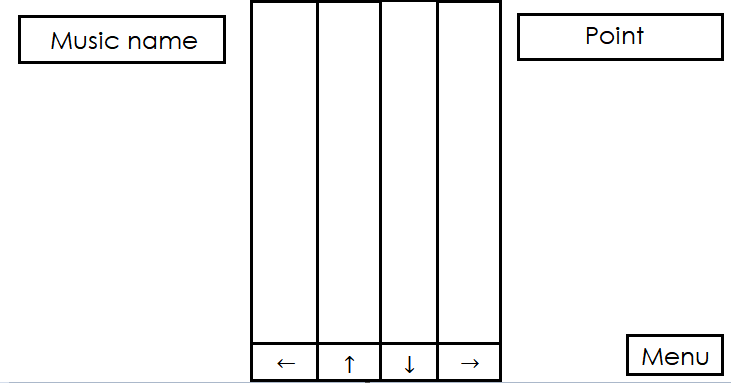 Music name
Point
← ↑ ↓ →
Menu